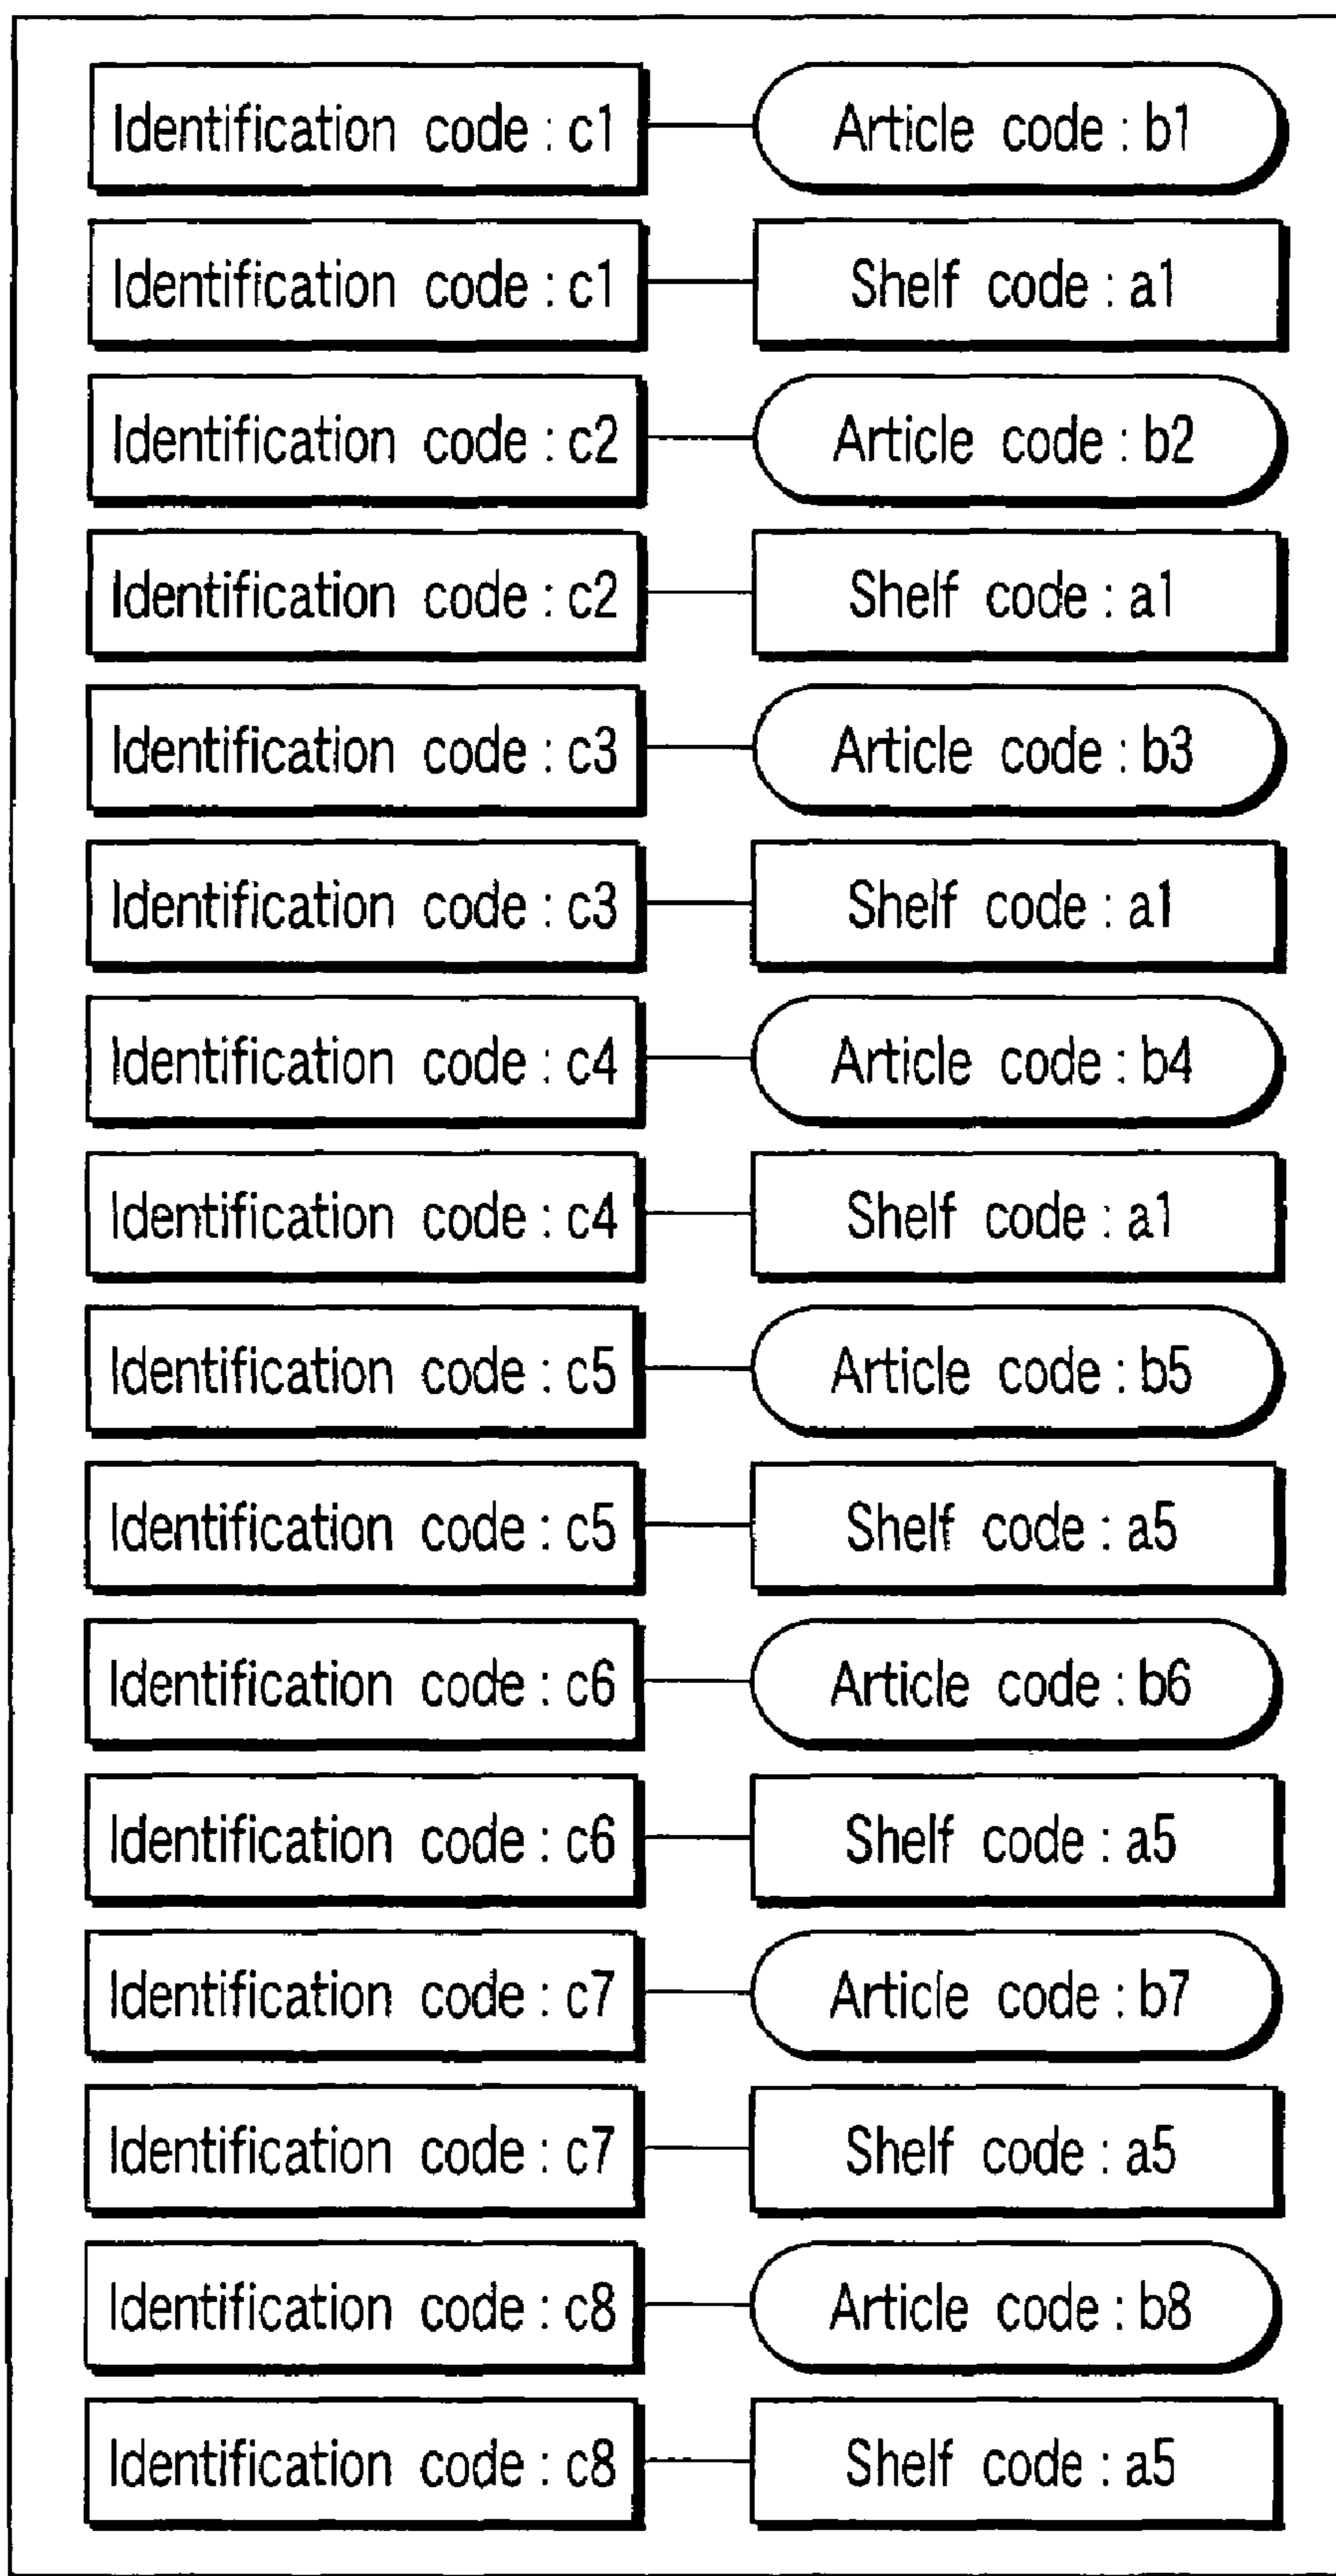 Identification code : c1 Article code : b1
Identification code : c1 Shelf code : a1
Identification code : c2 Article code : b2
Identification code : c2 Shelf code : a1
Identification code : c3 Article code : b3
Identification code : c3 Shelf code : a1
Identification code : c4 Article code : b4
Identification code : c4 Shelf code : a1
Identification code : c5 Article code : b5
Identification code : c5 Shelf code : a5
Identification code : c6 Article code : b6
Identification code : c6 Shelf code : a5
Identification code : c7 Article code : b7
Identification code : c7 Shelf code : a5
Identification code : c8 Article code : b8
Identification code : c8 Shelf code : a5